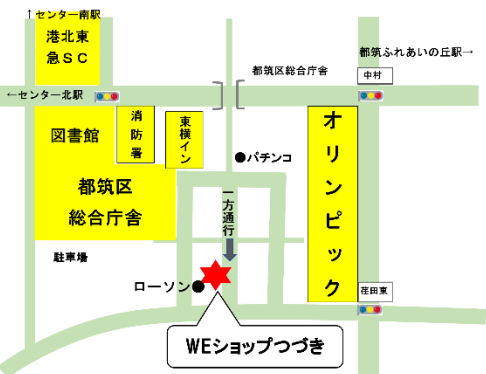 ↑センター南駅
港北東
急ＳＣ
都筑ふれあいの丘駅→
都筑区総合庁舎
中村
←センター北駅
図書館
消防署
東横イン
オリンピック
●パチンコ
都筑区
総合庁舎
一方通行
駐車場
ローソン●
荏田東
WEショップつづき